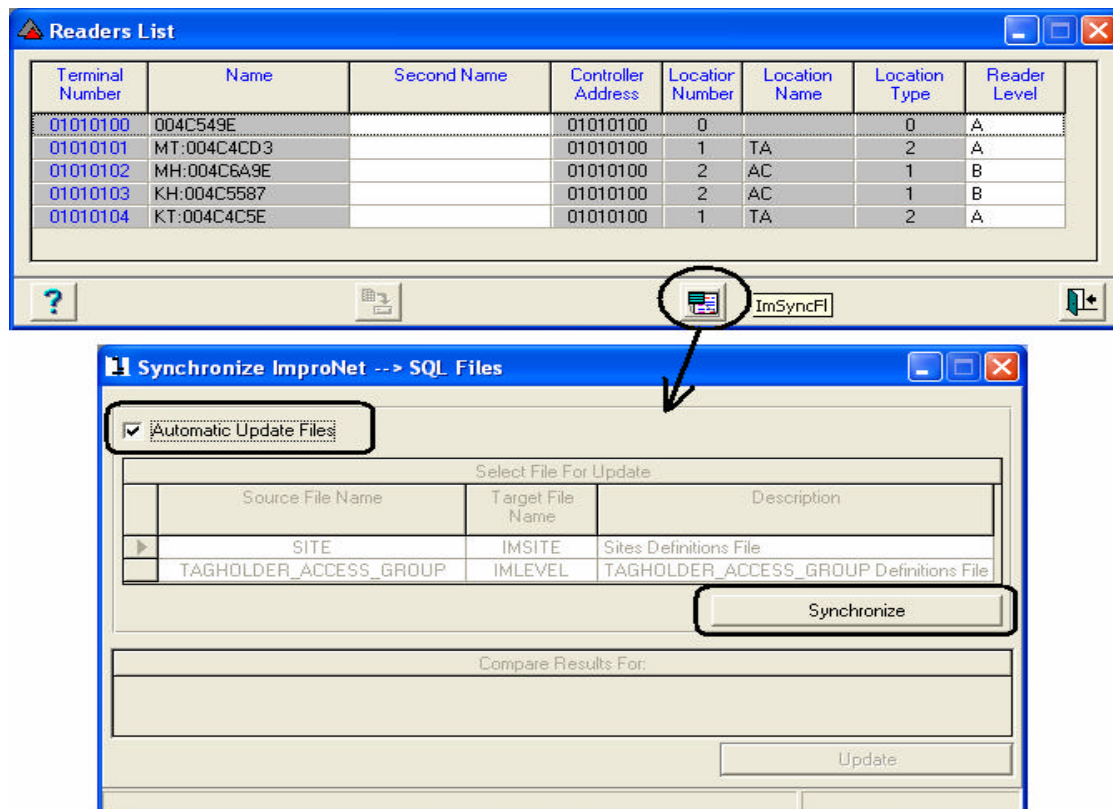 Readers List
Terminal Number Name Second Name Controller Address Location Number Location Name Location Type Reader Level
01010100 004C549E 01010100 0 0 A
01010101 MT:004C4CD3 01010100 1 TA 2 A
01010102 MH:004C6A9E 01010100 2 AC 1 B
01010103 KH:004C5587 01010100 2 AC 1 B
01010104 KT:004C4C5E 01010100 1 TA 2 A
? ImSyncFl
Synchronize ImproNet --> SQL Files
Automatic Update Files
Select File For Update
Source File Name Target File Name Description
SITE IMSITE Sites Definitions File
TAGHOLDER_ACCESS_GROUP IMLEVEL TAGHOLDER_ACCESS_GROUP Definitions File
Synchronize
Compare Results For:
Update